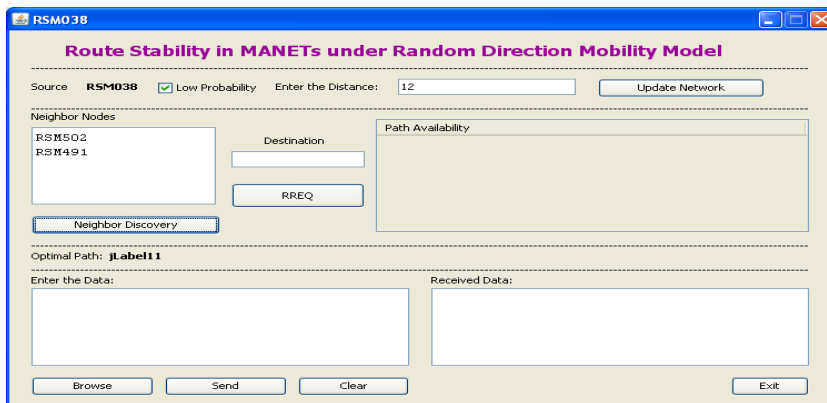 RSM038
Route Stability in MANETs under Random Direction Mobility Model
Source RSM038 Low Probability Enter the Distance: 12 Update Network
Neighbor Nodes
RSM502
RSM491
Destination
RREQ
Path Availability
Neighbor Discovery
Optimal Path: jLabel11
Enter the Data: Received Data:
Browse Send Clear Exit